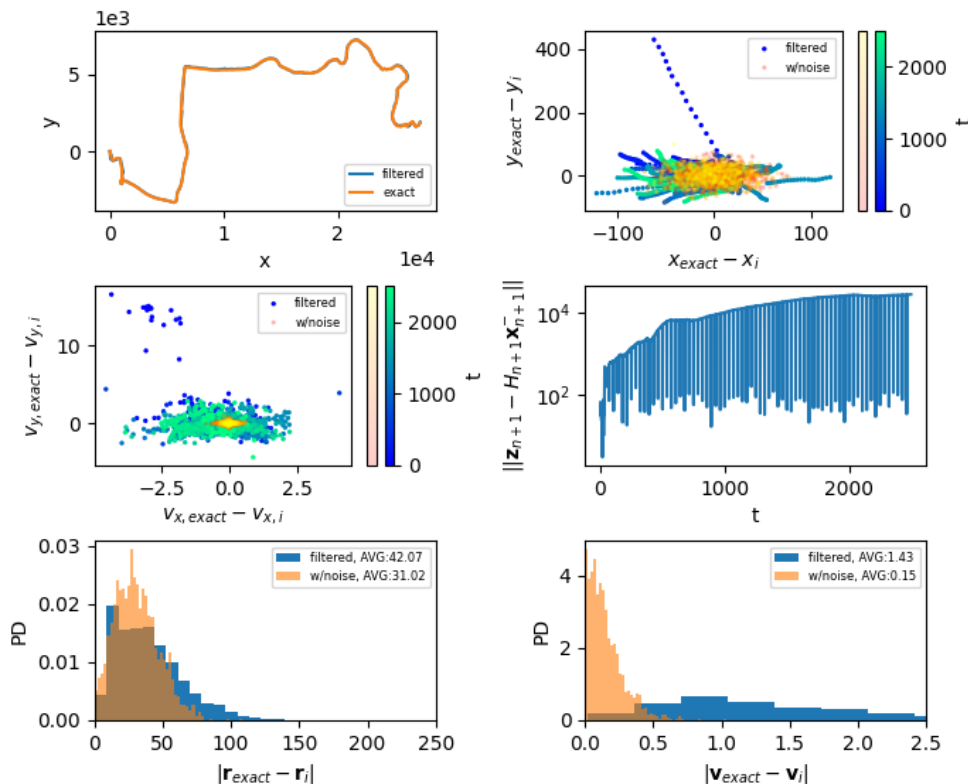 1e3
5
0
y
filtered
exact
0
1
2
x
1e4
400
200
0
y_exact − y_i
filtered
w/noise
−100
0
100
x_exact − x_i
2000
1000
0
t
10
0
v_y,exact − v_y,i
filtered
w/noise
−2.5
0.0
2.5
v_x,exact − v_x,i
2000
1000
0
t
10^4
10^2
||z_n+1 − H_n+1 x^−_n+1||
0
1000
2000
t
0.03
0.02
0.01
0.00
PD
filtered, AVG:42.07
w/noise, AVG:31.02
0
50
100
150
200
250
|r_exact − r_i|
4
2
0
PD
filtered, AVG:1.43
w/noise, AVG:0.15
0.0
0.5
1.0
1.5
2.0
2.5
|v_exact − v_i|